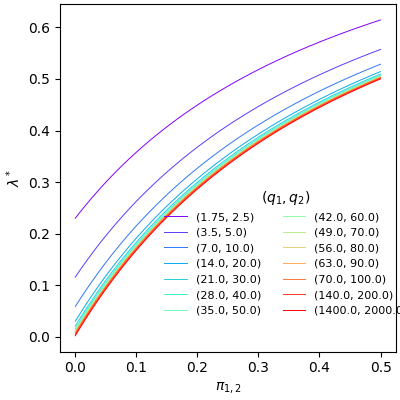 0.6
0.5
0.4
0.3
0.2
0.1
0.0
λ*
(q1, q2)
(1.75, 2.5) (42.0, 60.0)
(3.5, 5.0) (49.0, 70.0)
(7.0, 10.0) (56.0, 80.0)
(14.0, 20.0) (63.0, 90.0)
(21.0, 30.0) (70.0, 100.0)
(28.0, 40.0) (140.0, 200.0)
(35.0, 50.0) (1400.0, 2000.0
0.0 0.1 0.2 0.3 0.4 0.5
π1,2